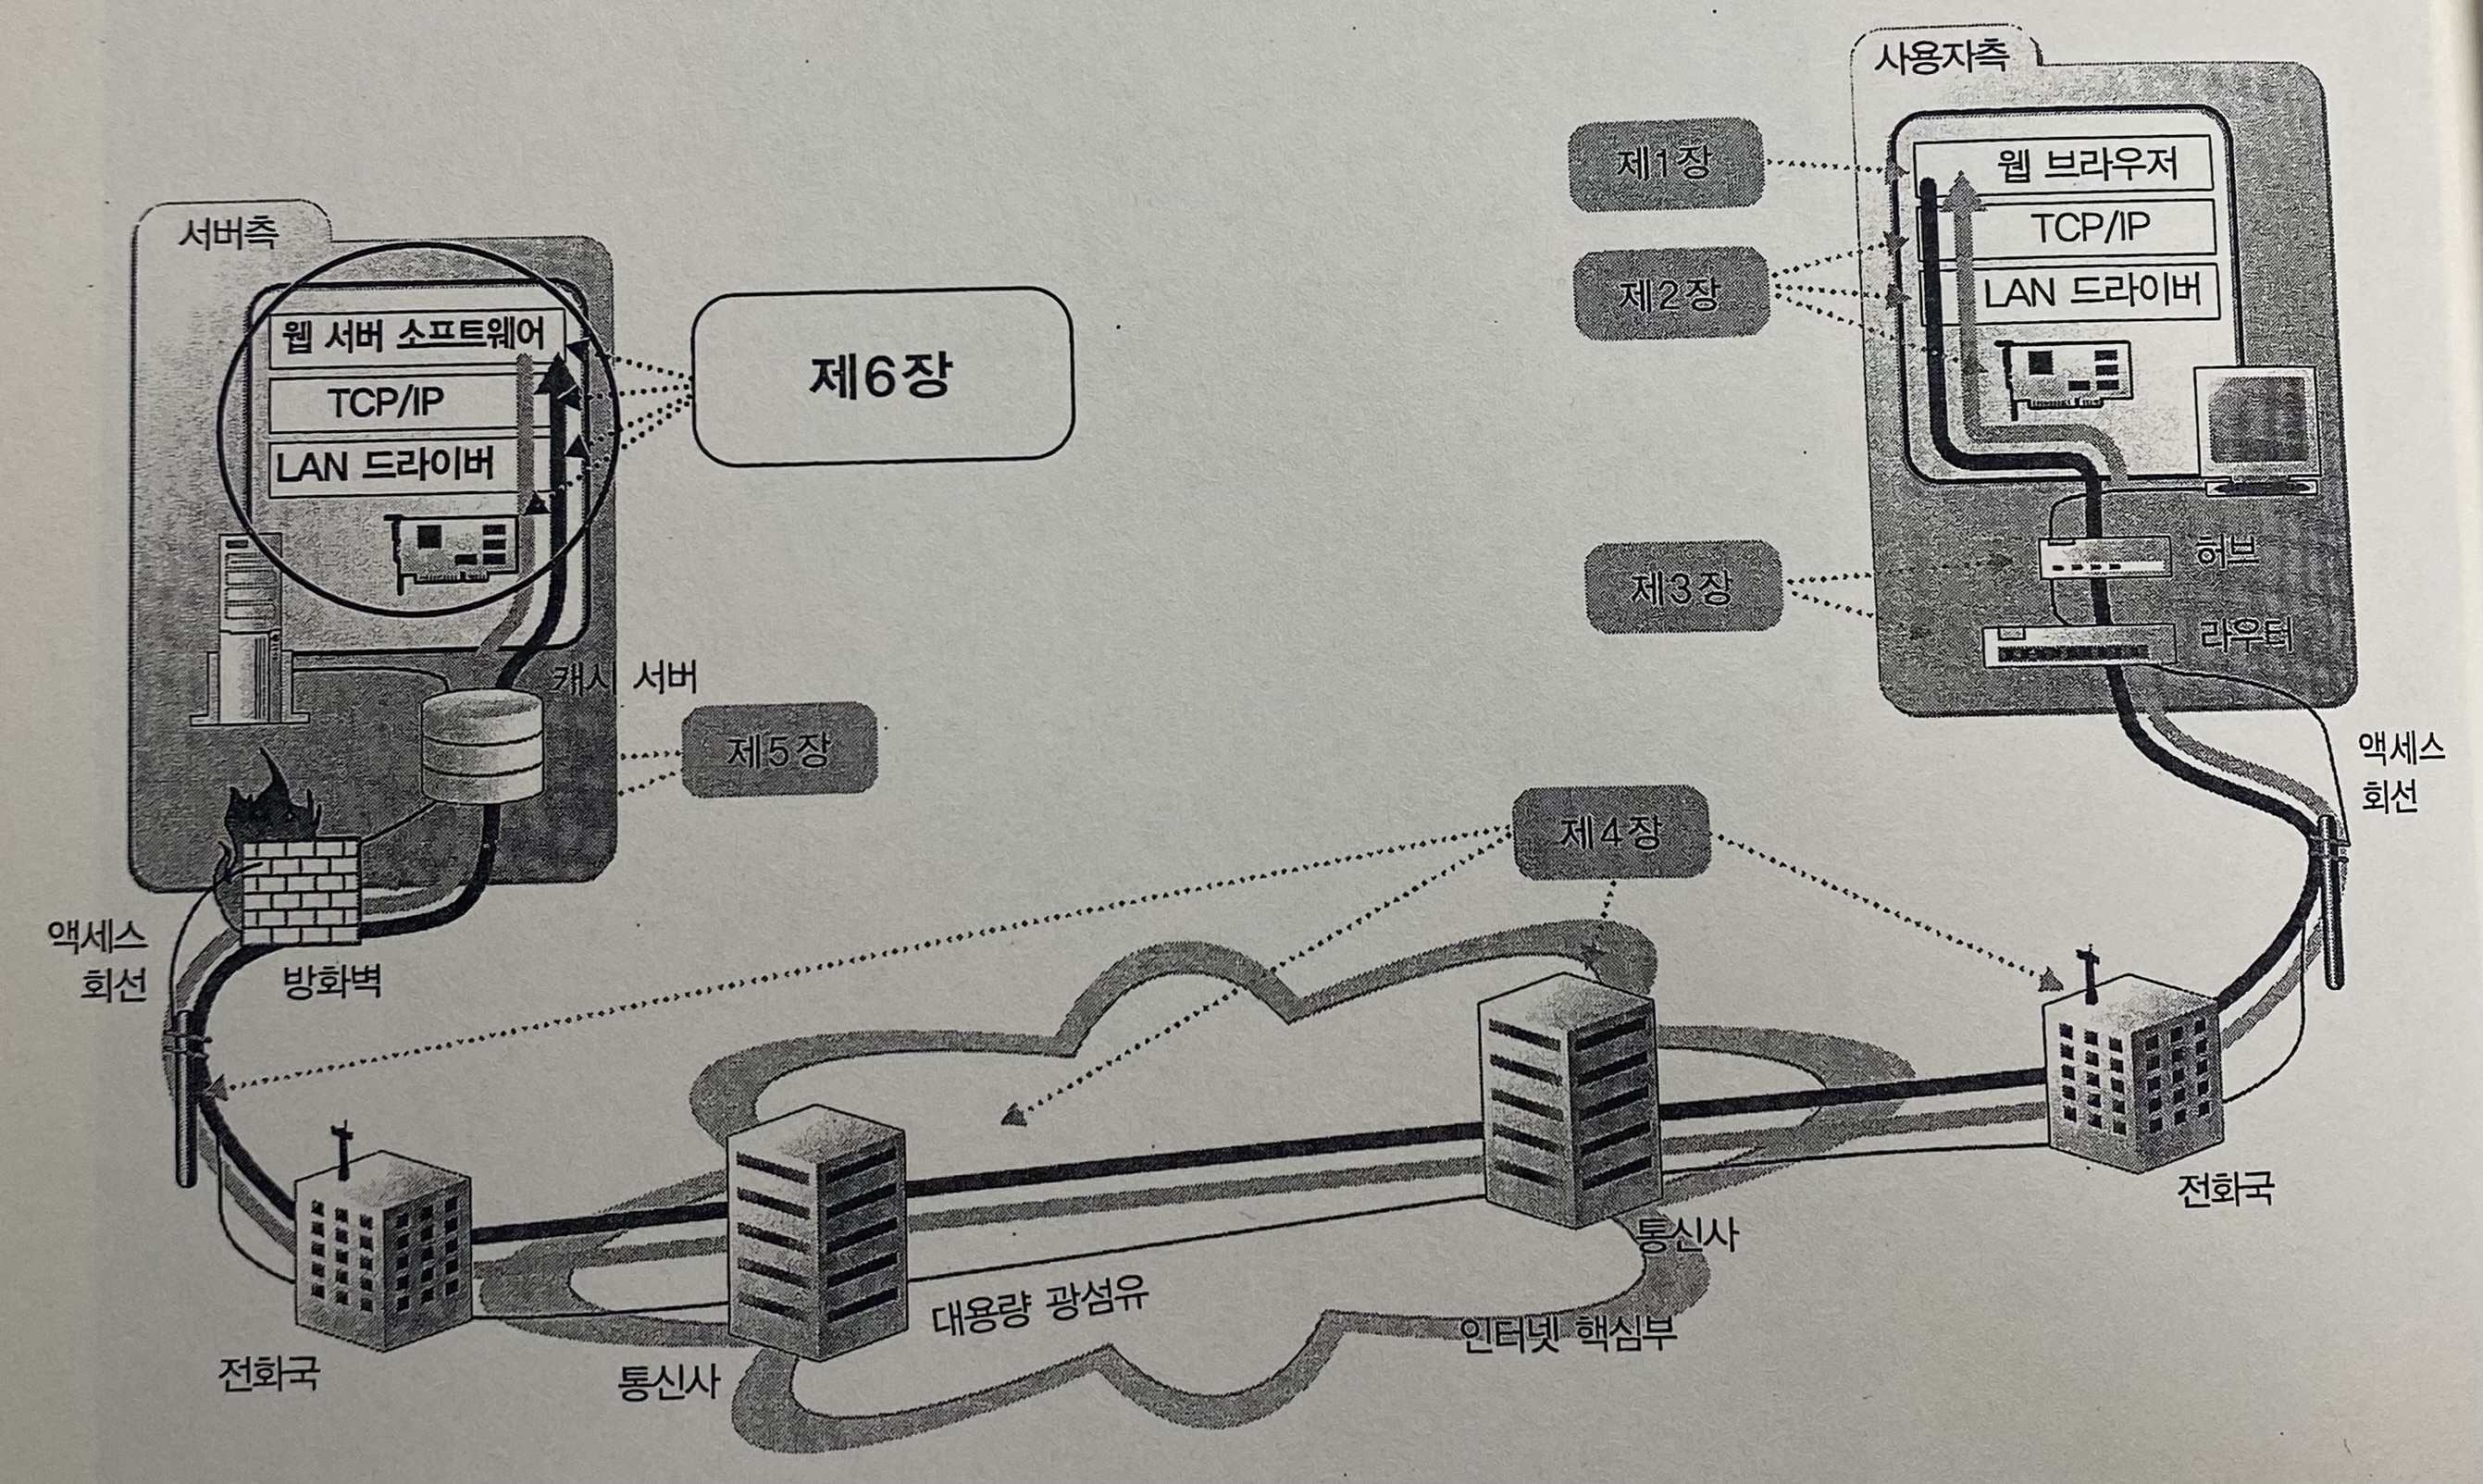 사용자측
제1장
웹 브라우저
제2장
TCP/IP
LAN 드라이버
서버측
웹 서버 소프트웨어
TCP/IP
LAN 드라이버
제6장
제3장
허브
라우터
캐시 서버
제5장
액세스
회선
제4장
액세스
회선
방화벽
전화국
통신사
대용량 광섬유
인터넷 핵심부
전화국
통신사